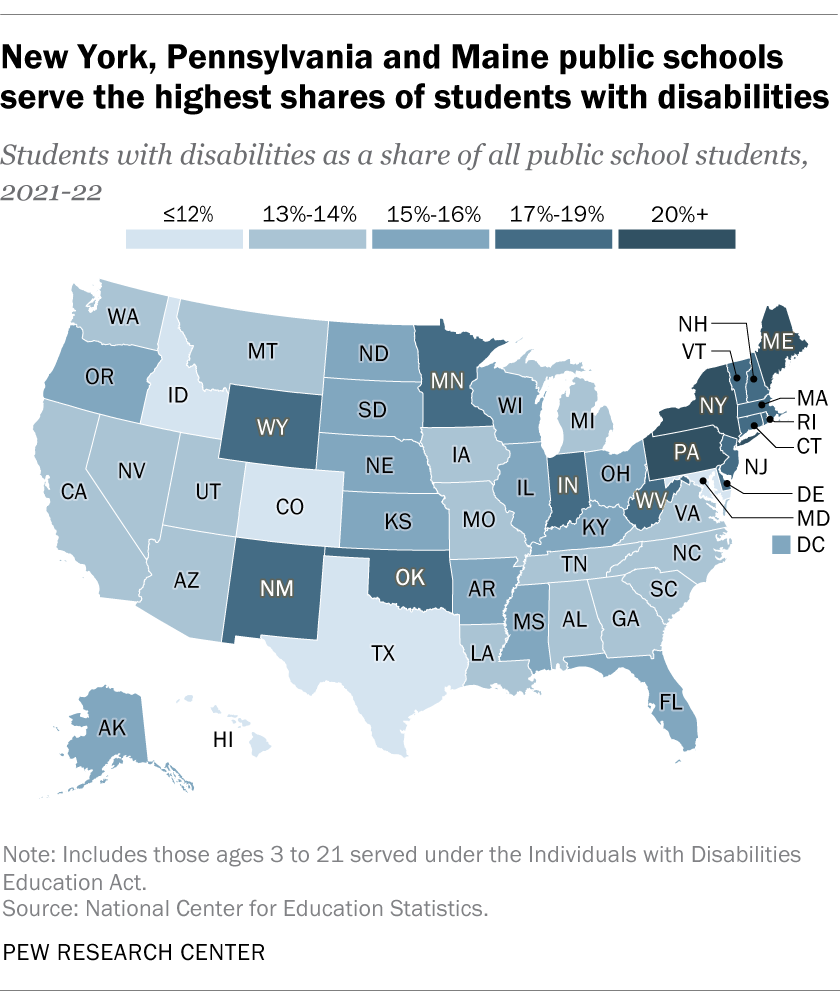 New York, Pennsylvania and Maine public schools
serve the highest shares of students with disabilities
Students with disabilities as a share of all public school students,
2021-22
≤12% 13%-14% 15%-16% 17%-19% 20%+
WA
MT
ND
MN
OR
ID
WY
SD
WI
MI
NH
VT
ME
NY
MA
RI
CT
PA
NJ
DE
MD
DC
CA
NV
UT
CO
NE
IA
IL
IN
OH
WV
VA
KS
MO
KY
AZ
NM
OK
AR
TN
NC
SC
TX
LA
MS
AL
GA
FL
AK
HI
Note: Includes those ages 3 to 21 served under the Individuals with Disabilities
Education Act.
Source: National Center for Education Statistics.
PEW RESEARCH CENTER